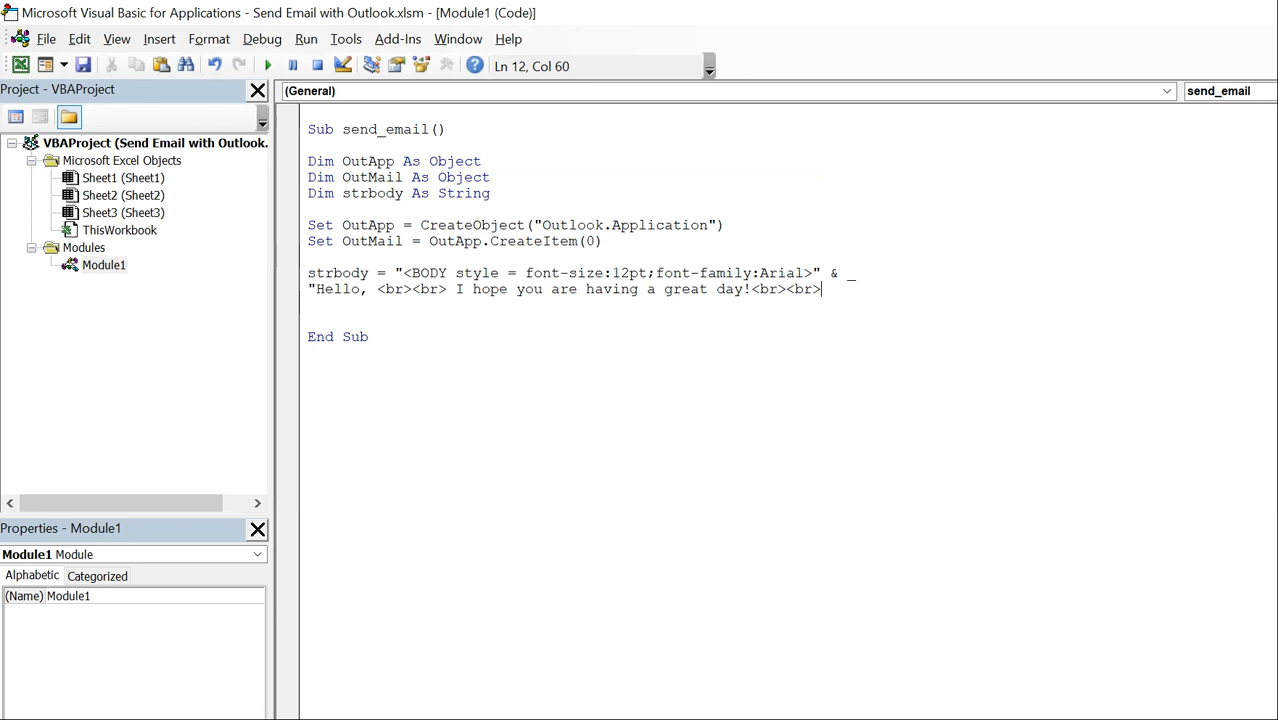 Microsoft Visual Basic for Applications - Send Email with Outlook.xlsm - [Module1 (Code)]
File Edit View Insert Format Debug Run Tools Add-Ins Window Help
Ln 12, Col 60
Project - VBAProject
(General) send_email
VBAProject (Send Email with Outlook.
Microsoft Excel Objects
Sheet1 (Sheet1)
Sheet2 (Sheet2)
Sheet3 (Sheet3)
ThisWorkbook
Modules
Module1
Sub send_email()
Dim OutApp As Object
Dim OutMail As Object
Dim strbody As String
Set OutApp = CreateObject("Outlook.Application")
Set OutMail = OutApp.CreateItem(0)
strbody = "<BODY style = font-size:12pt;font-family:Arial>" & _
"Hello, <br><br> I hope you are having a great day!<br><br>
End Sub
Properties - Module1
Module1 Module
Alphabetic Categorized
(Name) Module1